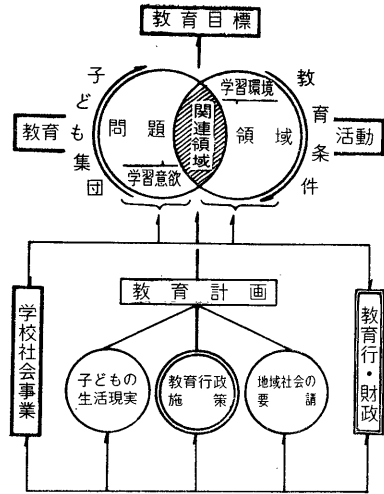 教育目標
子ども集団
教育条件
学習環境
教育
問題
関連領域
領域
活動
学習意欲
教育計画
学校社会事業
教育行・財政
子どもの
生活現実
教育行政
施策
地域社会の
要請